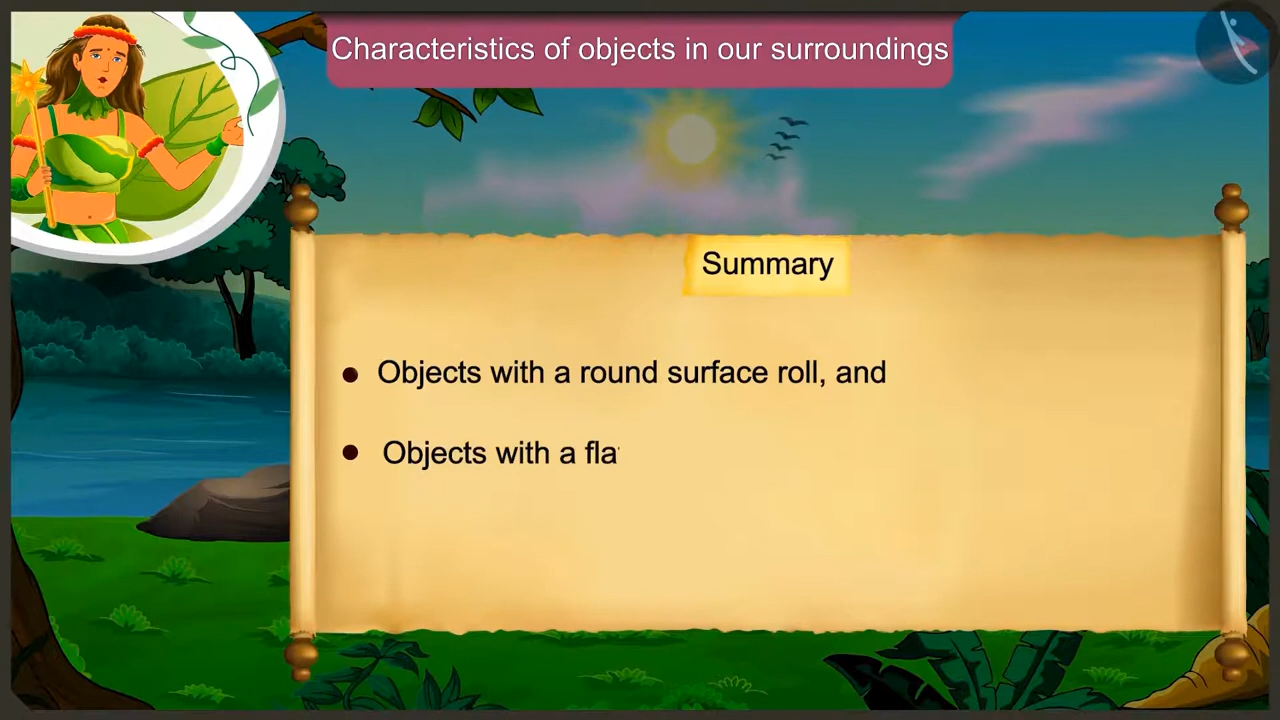 Characteristics of objects in our surroundings
Summary
Objects with a round surface roll, and
Objects with a fla